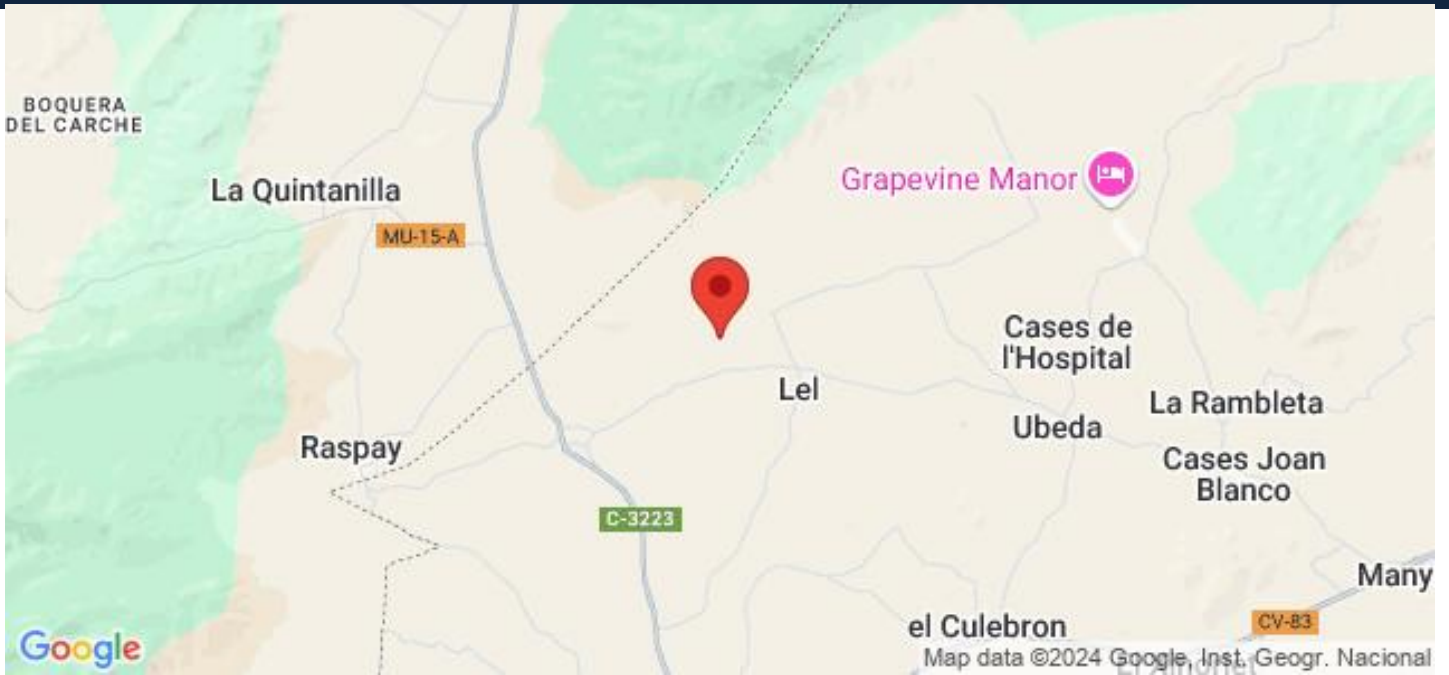 BOQUERA
DEL CARCHE
La Quintanilla
MU-15-A
Grapevine Manor
Cases de
l'Hospital
Lel
La Rambleta
Ubeda
Raspay
Cases Joan
Blanco
C-3223
Many
CV-83
el Culebron
Google
Map data ©2024 Google, Inst. Geogr. Nacional